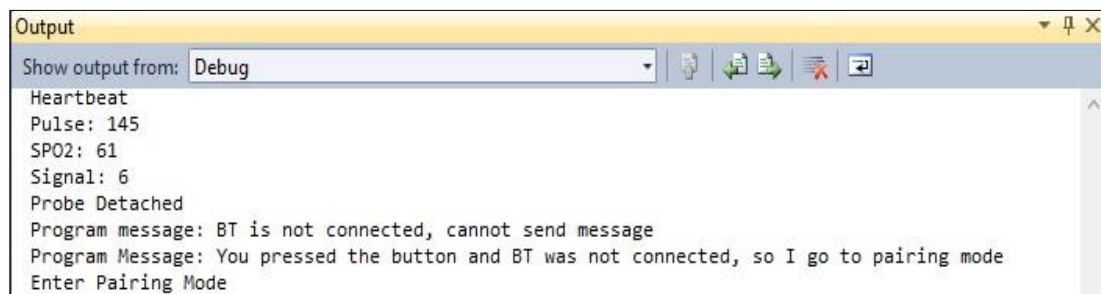 Output
Show output from: Debug
Heartbeat
Pulse: 145
SPO2: 61
Signal: 6
Probe Detached
Program message: BT is not connected, cannot send message
Program Message: You pressed the button and BT was not connected, so I go to pairing mode
Enter Pairing Mode